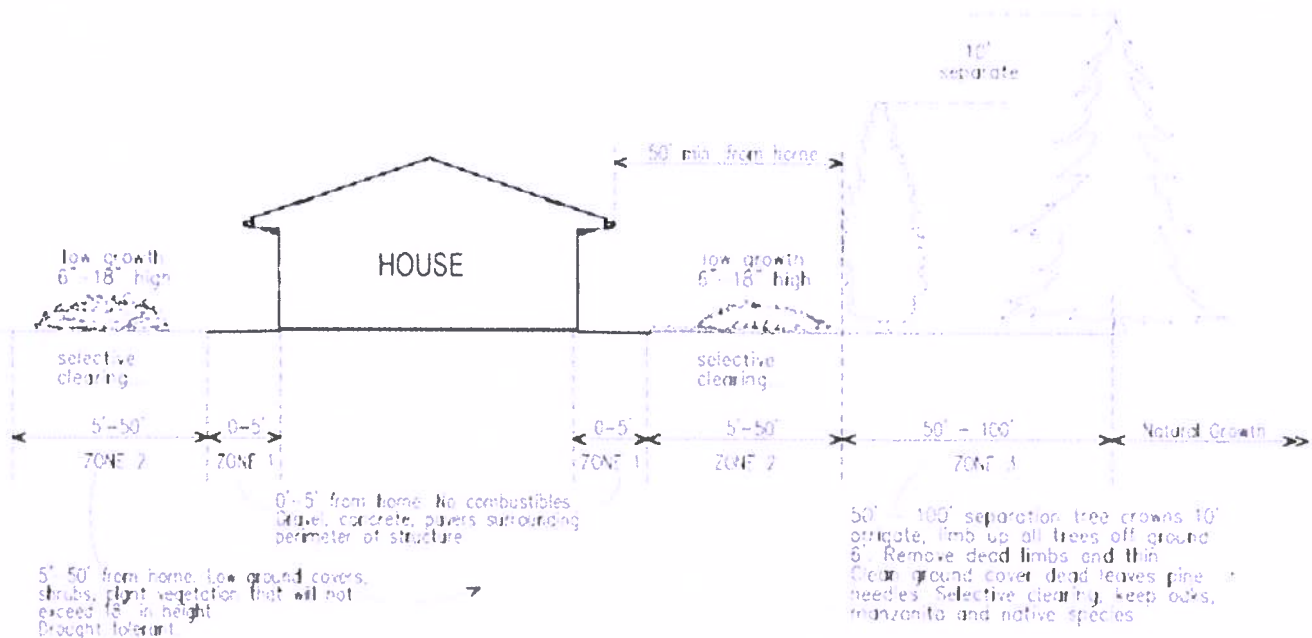 10'
separate
50' min. from home
low growth
6"-18" high
HOUSE
low growth
6"-18" high
selective
clearing
selective
clearing
5'-50'
0-5'
0-5'
5'-50'
50' - 100'
Natural Growth
ZONE 2
ZONE 1
ZONE 1
ZONE 2
ZONE 3
0'-5' from home. No combustibles
Gravel, concrete, pavers surrounding
perimeter of structure
5'-50' from home. Low ground covers,
shrubs, plant vegetation that will not
exceed 18" in height
Drought tolerant.
50' - 100' separation tree crowns 10'
limb up all trees off ground
6'. Remove dead limbs and thin
Clean ground cover dead leaves pine
needles. Selective clearing, keep oaks,
manzanita and native species